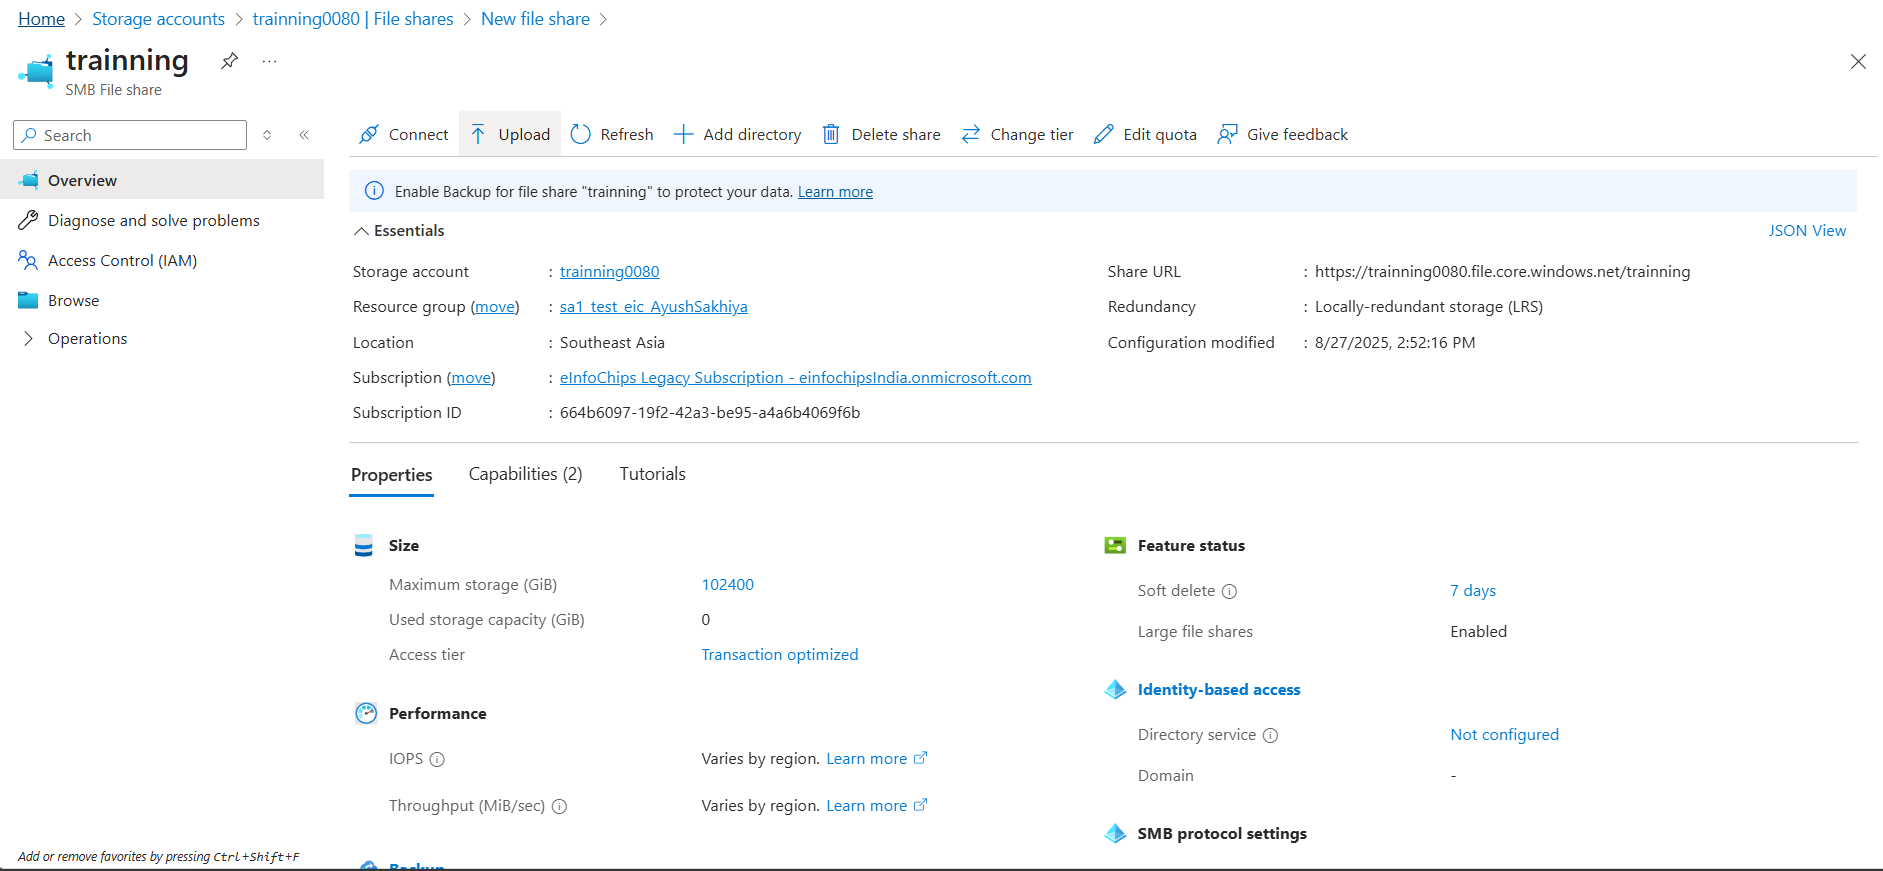 Home > Storage accounts > trainning0080 | File shares > New file share >
trainning
SMB File share
Search
Connect Upload Refresh Add directory Delete share Change tier Edit quota Give feedback
Overview
Diagnose and solve problems
Access Control (IAM)
Browse
Operations
Enable Backup for file share "trainning" to protect your data. Learn more
Essentials JSON View
Storage account : trainning0080
Resource group (move) : sa1_test_eic_AyushSakhiya
Location : Southeast Asia
Subscription (move) : eInfoChips Legacy Subscription - einfochipsIndia.onmicrosoft.com
Subscription ID : 664b6097-19f2-42a3-be95-a4a6b4069f6b
Share URL : https://trainning0080.file.core.windows.net/trainning
Redundancy : Locally-redundant storage (LRS)
Configuration modified : 8/27/2025, 2:52:16 PM
Properties Capabilities (2) Tutorials
Size
Maximum storage (GiB) 102400
Used storage capacity (GiB) 0
Access tier Transaction optimized
Performance
IOPS Varies by region. Learn more
Throughput (MiB/sec) Varies by region. Learn more
Backup
Feature status
Soft delete 7 days
Large file shares Enabled
Identity-based access
Directory service Not configured
Domain -
SMB protocol settings
Add or remove favorites by pressing Ctrl+Shift+F